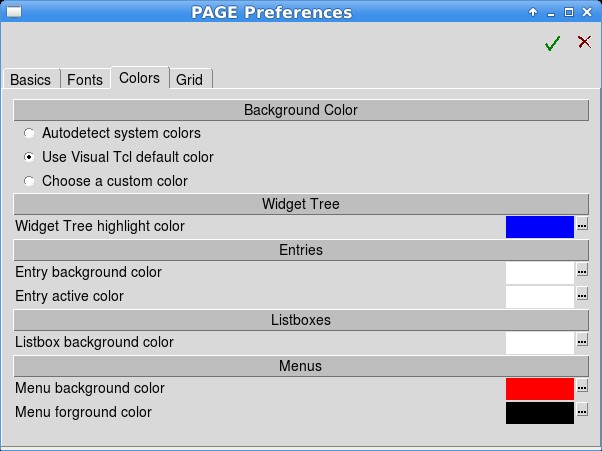 PAGE Preferences
Basics Fonts Colors Grid
Background Color
Autodetect system colors
Use Visual Tcl default color
Choose a custom color
Widget Tree
Widget Tree highlight color ...
Entries
Entry background color ...
Entry active color ...
Listboxes
Listbox background color ...
Menus
Menu background color ...
Menu forground color ...